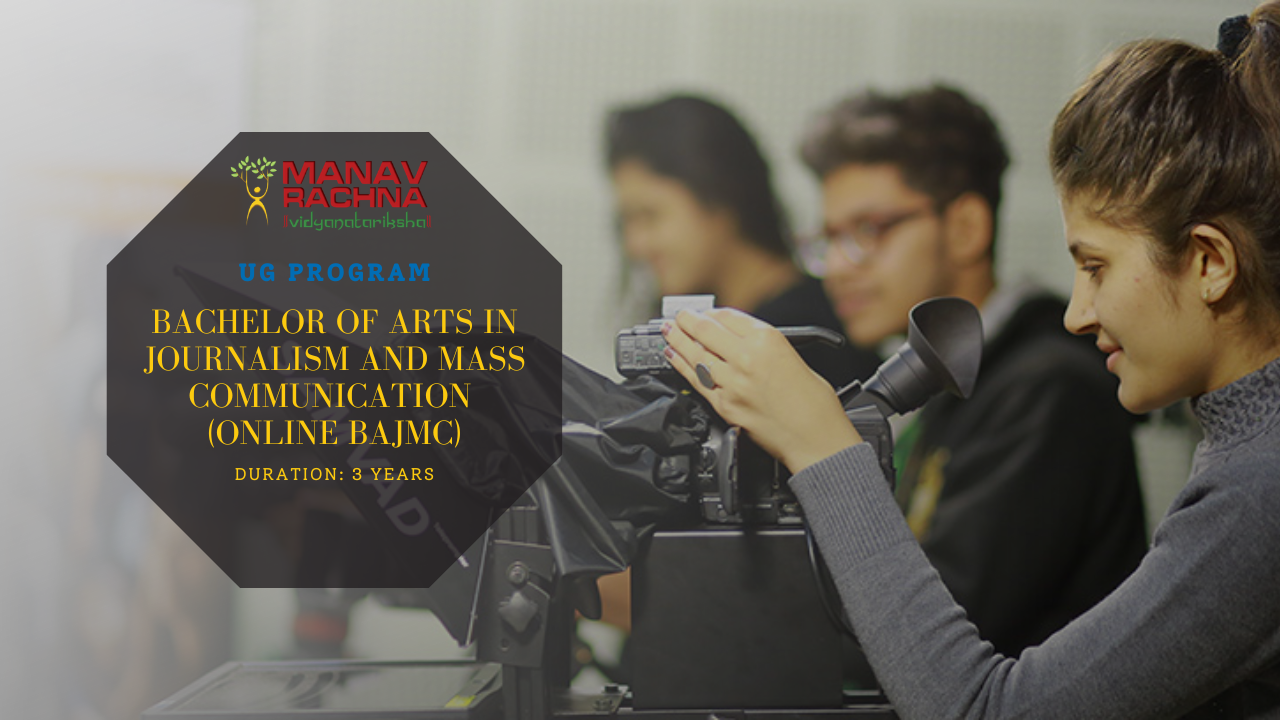 MANAV
RACHNA
vidyanatariksha
UG PROGRAM
BACHELOR OF ARTS IN
JOURNALISM AND MASS
COMMUNICATION
(ONLINE BAJMC)
DURATION: 3 YEARS